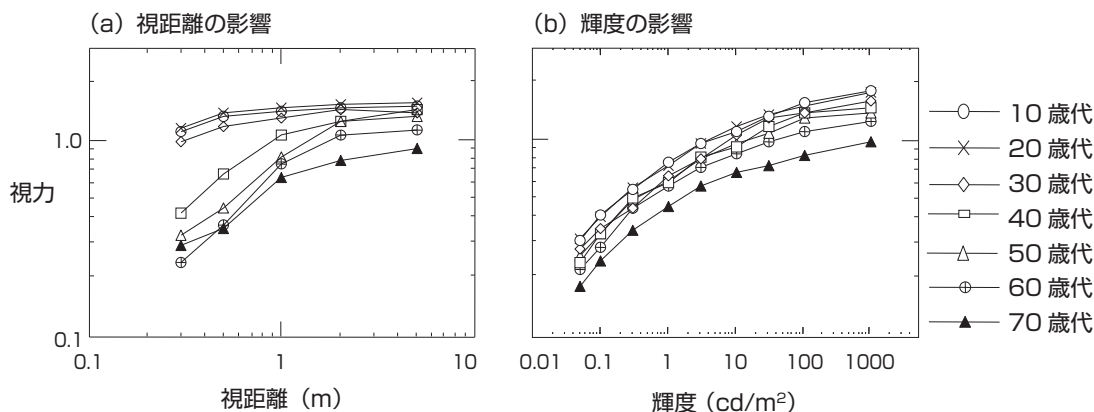 (a) 視距離の影響
(b) 輝度の影響
視力
1.0
0.1
0.1
1
10
視距離(m)
0.01
0.1
1
10
100
1000
輝度(cd/m²)
10 歳代
20 歳代
30 歳代
40 歳代
50 歳代
60 歳代
70 歳代